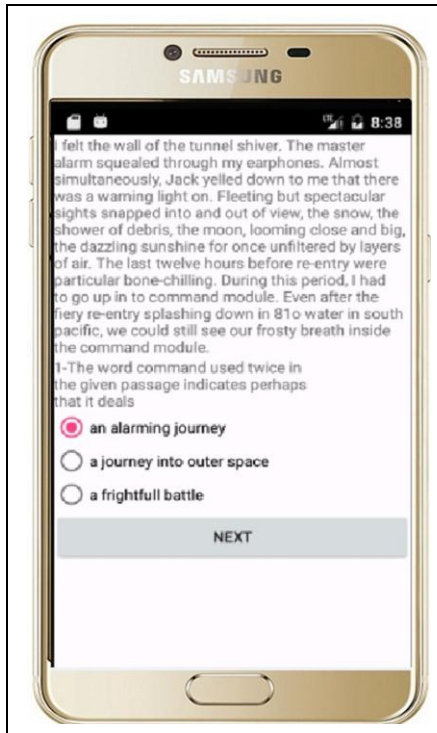 SAMSUNG
LTE 8:38
I felt the wall of the tunnel shiver. The master
alarm squealed through my earphones. Almost
simultaneously, Jack yelled down to me that there
was a warning light on. Fleeting but spectacular
sights snapped into and out of view, the snow, the
shower of debris, the moon, looming close and big,
the dazzling sunshine for once unfiltered by layers
of air. The last twelve hours before re-entry were
particular bone-chilling. During this period, I had
to go up in to command module. Even after the
fiery re-entry splashing down in 81o water in south
pacific, we could still see our frosty breath inside
the command module.
1-The word command used twice in
the given passage indicates perhaps
that it deals
an alarming journey
a journey into outer space
a frightfull battle
NEXT